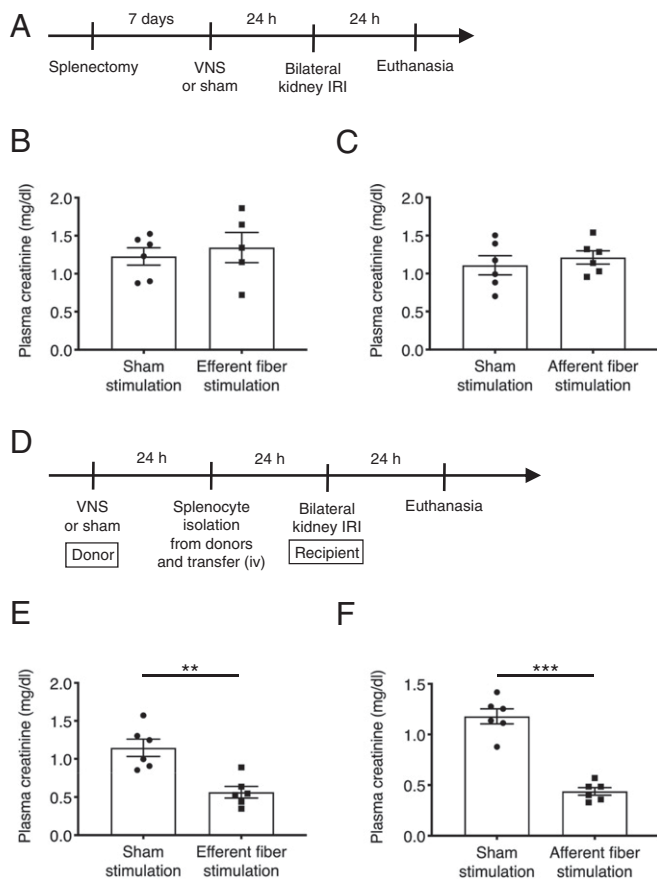 A
7 days
24 h
24 h
Splenectomy
VNS
or sham
Bilateral
kidney IRI
Euthanasia
B
Plasma creatinine (mg/dl)
2.0
1.5
1.0
0.5
0.0
Sham
stimulation
Efferent fiber
stimulation
C
Plasma creatinine (mg/dl)
2.0
1.5
1.0
0.5
0.0
Sham
stimulation
Afferent fiber
stimulation
D
24 h
24 h
24 h
VNS
or sham
Donor
Splenocyte
isolation
from donors
and transfer (iv)
Bilateral
kidney IRI
Recipient
Euthanasia
E
Plasma creatinine (mg/dl)
2.0
1.5
1.0
0.5
0.0
**
Sham
stimulation
Efferent fiber
stimulation
F
Plasma creatinine (mg/dl)
1.5
1.0
0.5
0.0
***
Sham
stimulation
Afferent fiber
stimulation